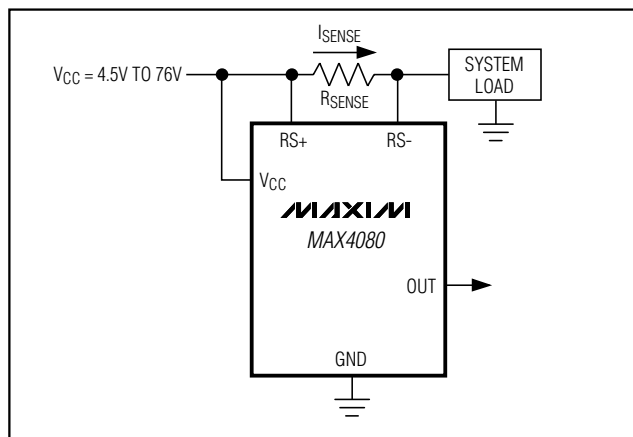 ISENSE
VCC = 4.5V TO 76V
RSENSE
SYSTEM
LOAD
RS+
RS-
VCC
MAXIM
MAX4080
OUT
GND